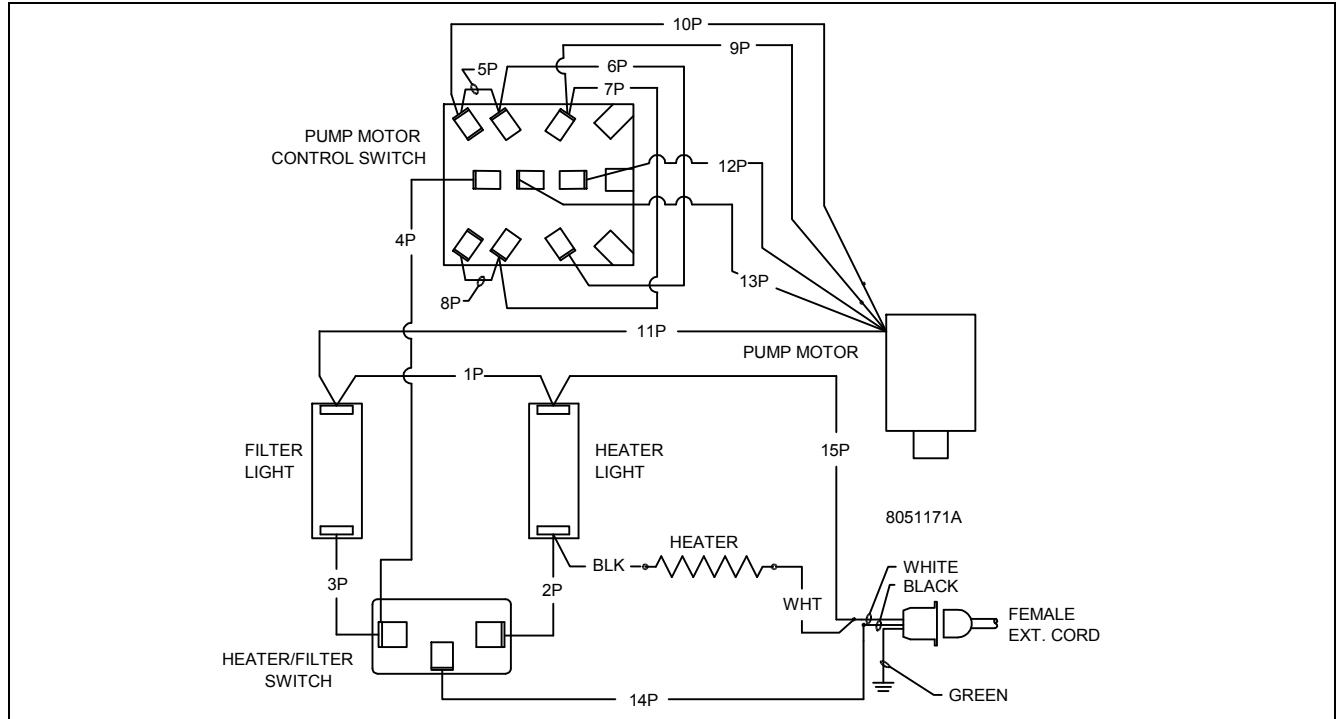 10P
9P
5P
6P
7P
PUMP MOTOR
CONTROL SWITCH
12P
4P
13P
8P
11P
PUMP MOTOR
1P
FILTER
LIGHT
HEATER
LIGHT
15P
8051171A
HEATER
BLK
WHITE
BLACK
3P
2P
WHT
FEMALE
EXT. CORD
HEATER/FILTER
SWITCH
14P
GREEN